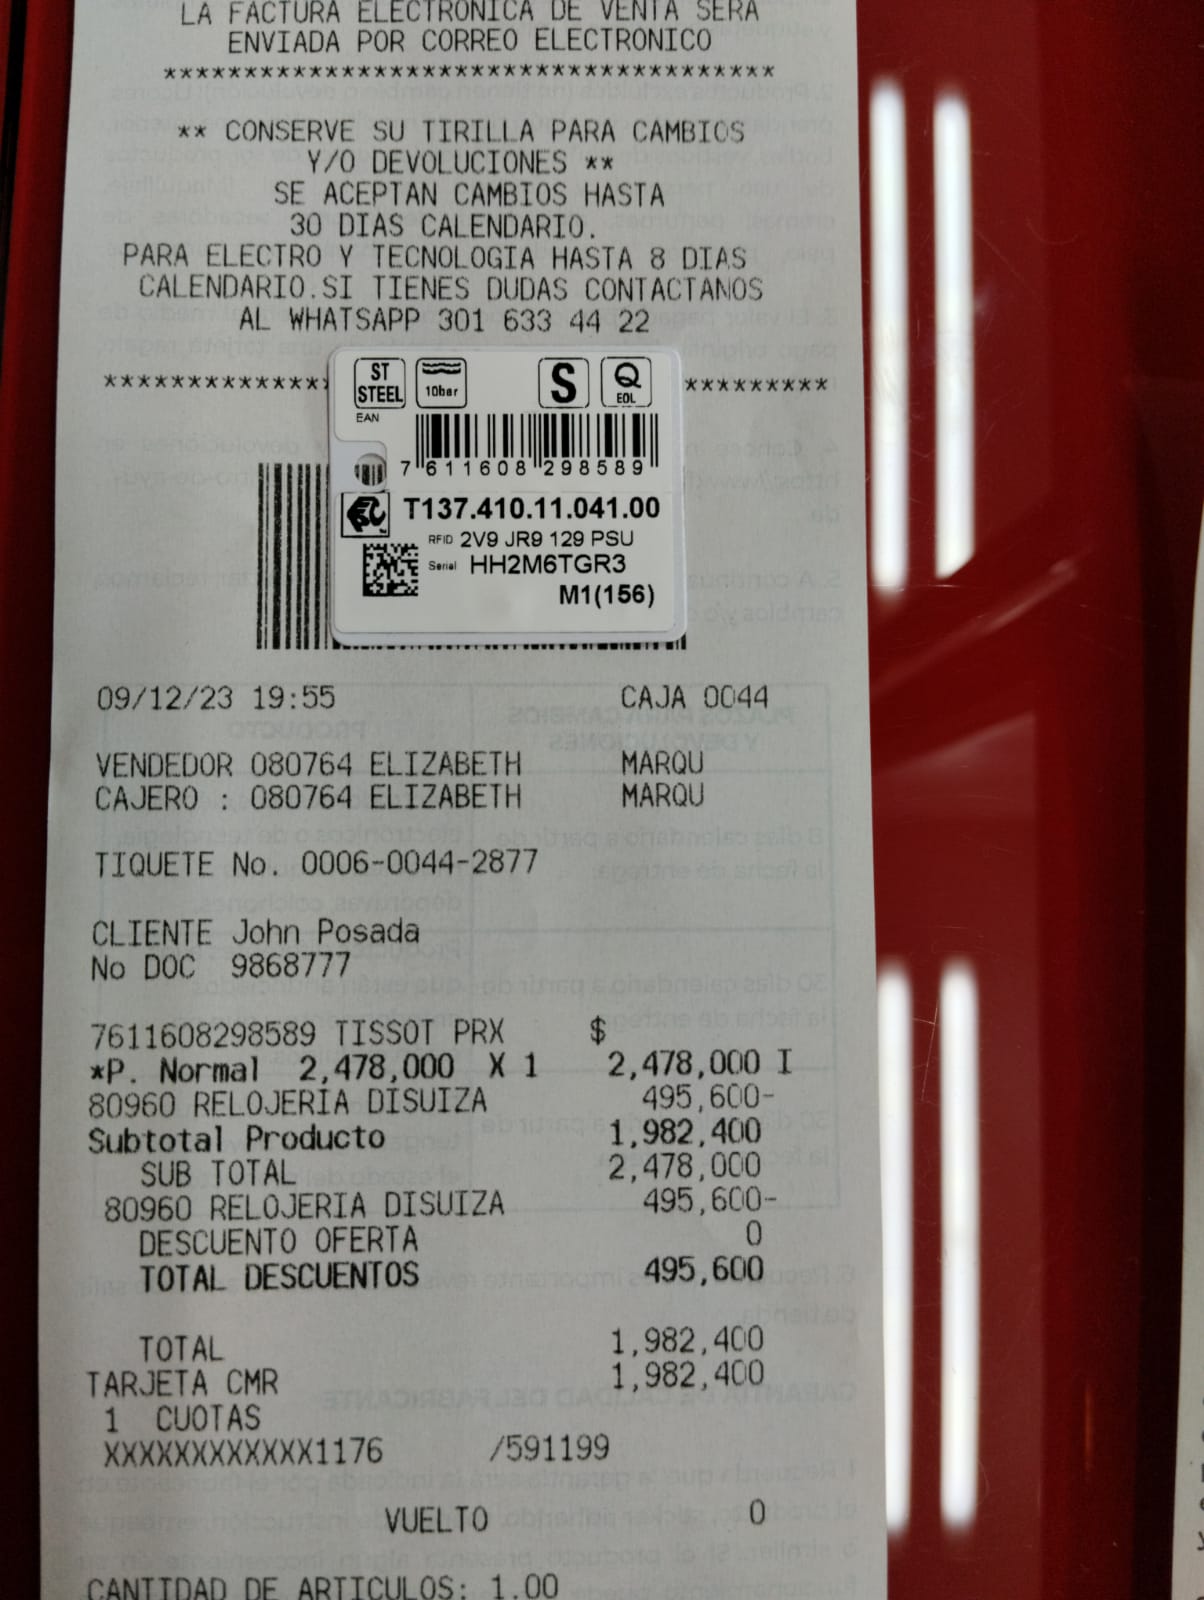 LA FACTURA ELECTRONICA DE VENTA SERA
ENVIADA POR CORREO ELECTRONICO
*************************************
** CONSERVE SU TIRILLA PARA CAMBIOS
Y/O DEVOLUCIONES **
SE ACEPTAN CAMBIOS HASTA
30 DIAS CALENDARIO.
PARA ELECTRO Y TECNOLOGIA HASTA 8 DIAS
CALENDARIO.SI TIENES DUDAS CONTACTANOS
AL WHATSAPP 301 633 44 22
ST
STEEL
10bar
S
Q
EOL
EAN
7 611608 298589
T137.410.11.041.00
RFID 2V9 JR9 129 PSU
Serial HH2M6TGR3
M1(156)
09/12/23 19:55 CAJA 0044
VENDEDOR 080764 ELIZABETH MARQU
CAJERO : 080764 ELIZABETH MARQU
TIQUETE No. 0006-0044-2877
CLIENTE John Posada
No DOC 9868777
7611608298589 TISSOT PRX $
*P. Normal 2,478,000 X 1 2,478,000 I
80960 RELOJERIA DISUIZA 495,600-
Subtotal Producto 1,982,400
SUB TOTAL 2,478,000
80960 RELOJERIA DISUIZA 495,600-
DESCUENTO OFERTA 0
TOTAL DESCUENTOS 495,600
TOTAL 1,982,400
TARJETA CMR 1,982,400
1 CUOTAS
XXXXXXXXXXXX1176 /591199
VUELTO 0
CANTIDAD DE ARTICULOS: 1.00